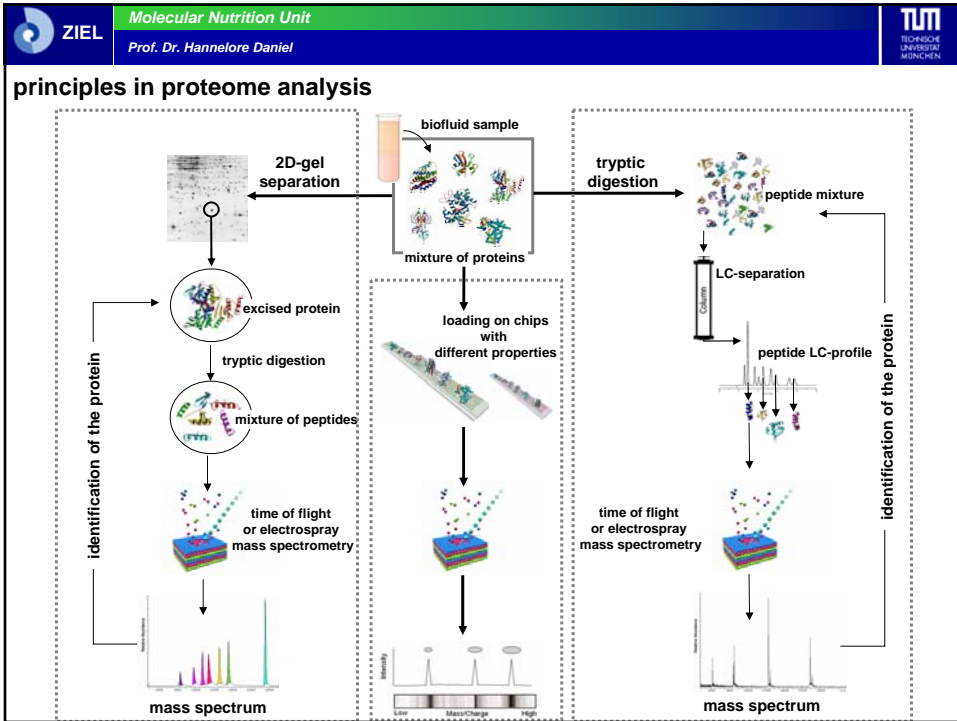 ZIEL
Molecular Nutrition Unit
Prof. Dr. Hannelore Daniel
TUM
TECHNISCHE
UNIVERSITÄT
MÜNCHEN
principles in proteome analysis
biofluid sample
mixture of proteins
2D-gel
separation
excised protein
tryptic digestion
mixture of peptides
time of flight
or electrospray
mass spectrometry
mass spectrum
identification of the protein
loading on chips
with
different properties
Intensity
Low Mass/Charge High
tryptic
digestion
peptide mixture
LC-separation
Column
peptide LC-profile
time of flight
or electrospray
mass spectrometry
mass spectrum
identification of the protein
Relative Abundance
Relative Abundance